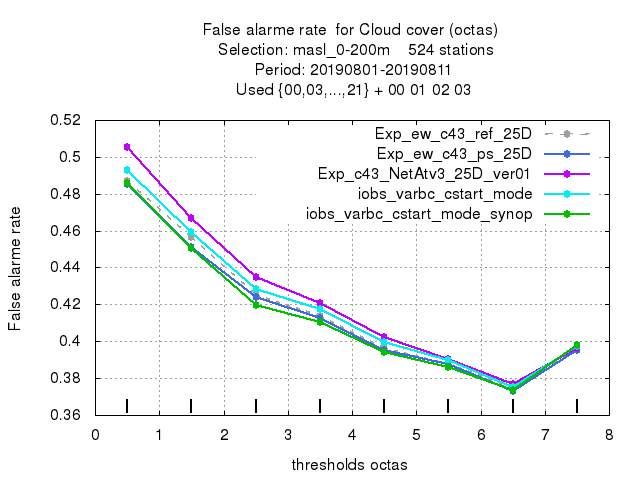 False alarme rate  for Cloud cover (octas)
Selection: masl_0-200m    524 stations
Period: 20190801-20190811
Used {00,03,...,21} + 00 01 02 03
0.52
0.5
0.48
0.46
0.44
0.42
0.4
0.38
0.36
False alarme rate
Exp_ew_c43_ref_25D
Exp_ew_c43_ps_25D
Exp_c43_NetAtv3_25D_ver01
iobs_varbc_cstart_mode
iobs_varbc_cstart_mode_synop
0 1 2 3 4 5 6 7 8
thresholds octas